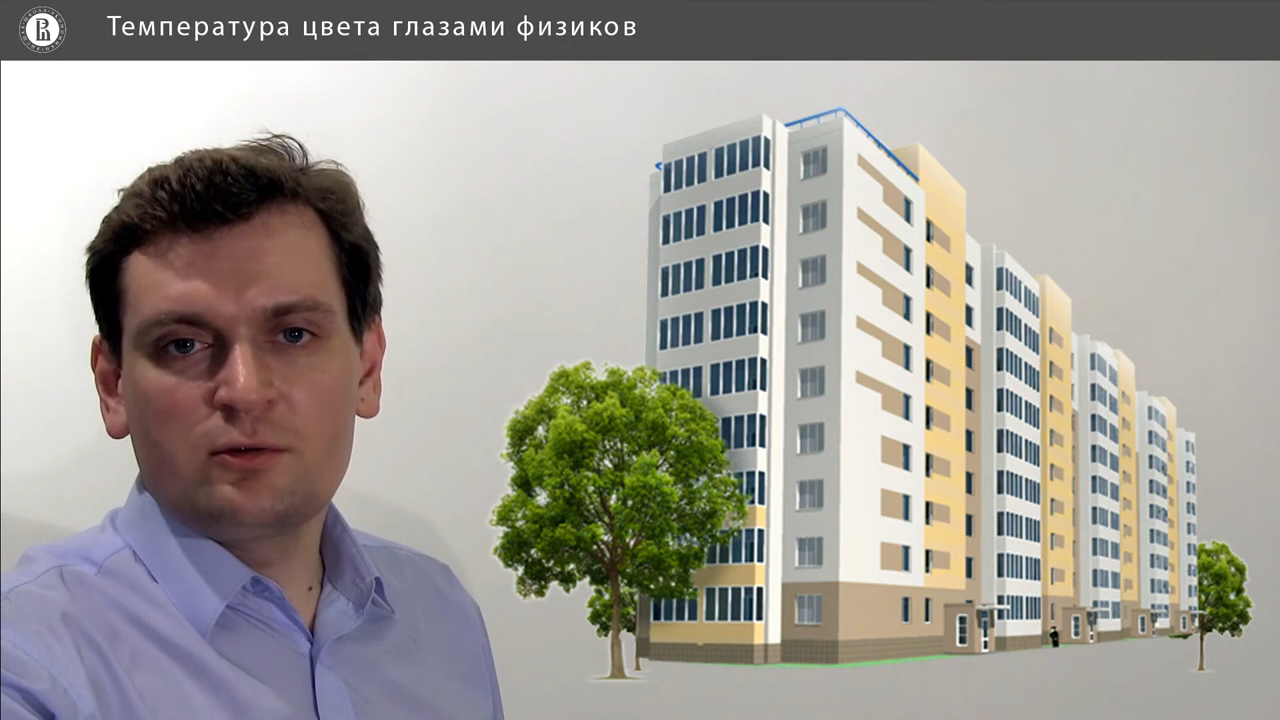 Температура цвета глазами физиков